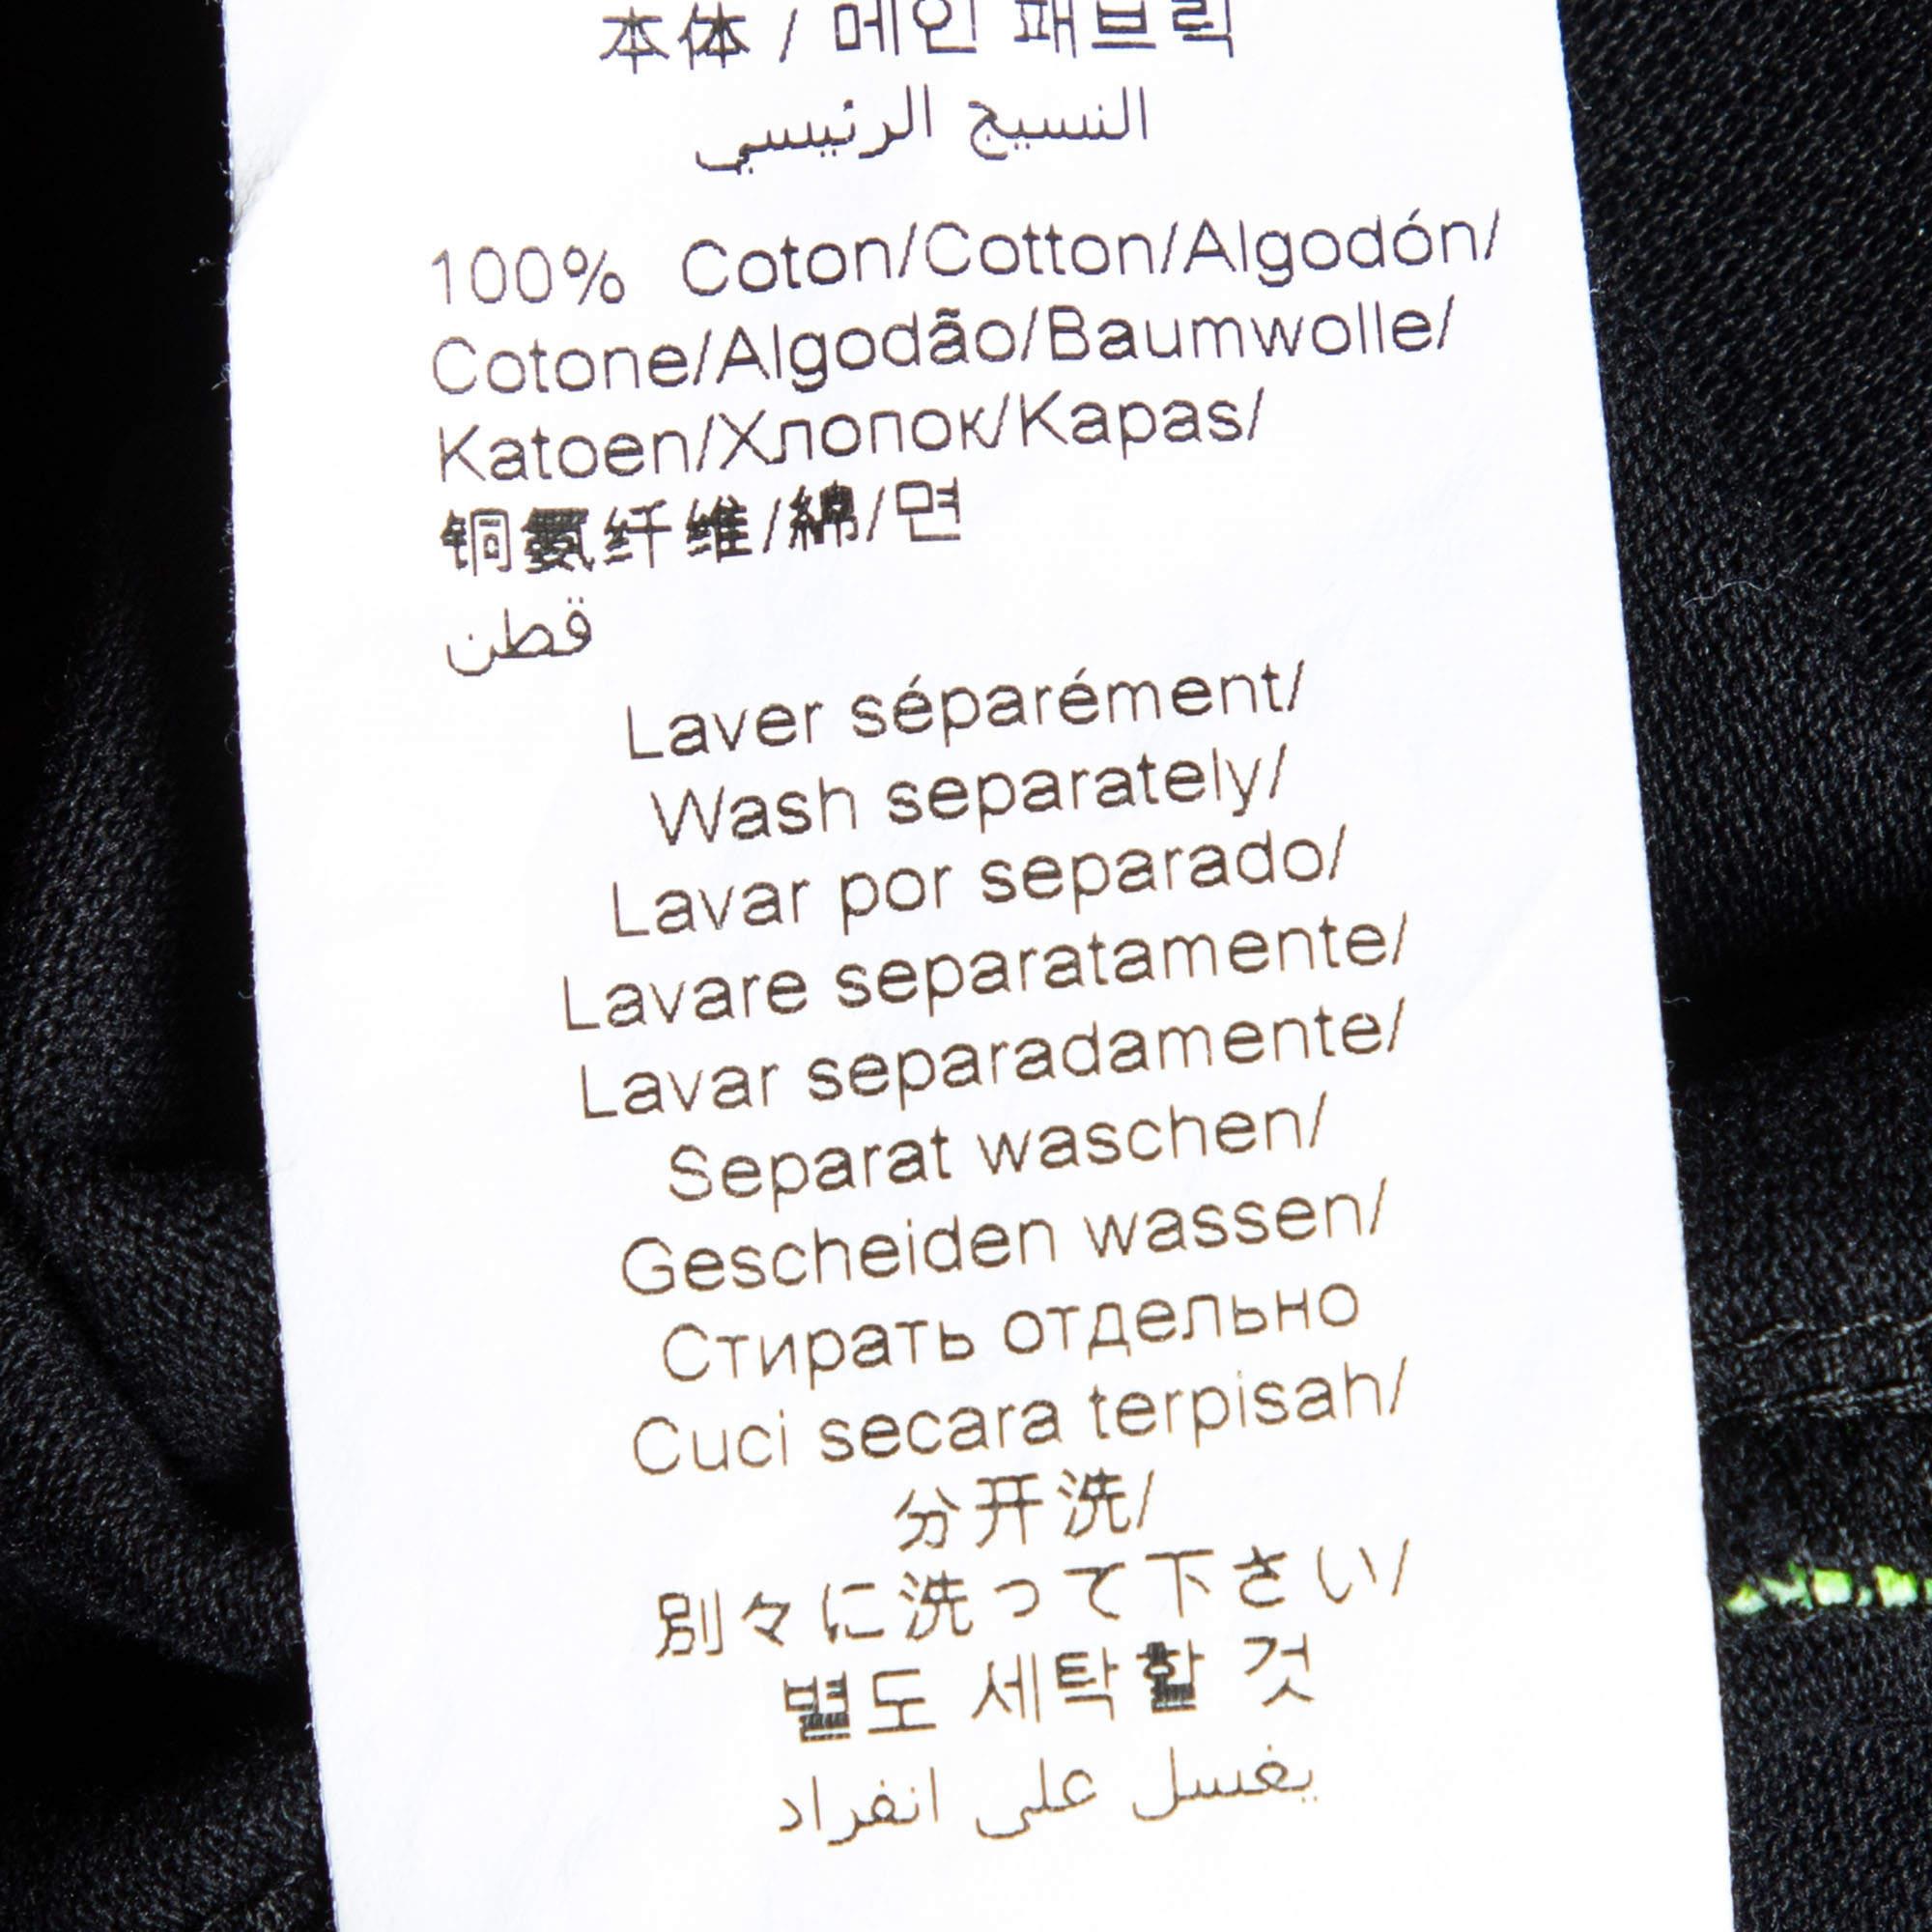 本体 / 메인 패브릭
النسيج الرئيسي
100% Coton/Cotton/Algodón/
Cotone/Algodão/Baumwolle/
Katoen/Хлопок/Kapas/
铜氨纤维/綿/면
قطن
Laver séparément/
Wash separately/
Lavar por separado/
Lavare separatamente/
Lavar separadamente/
Separat waschen/
Gescheiden wassen/
Стирать отдельно
Cuci secara terpisah/
分开洗/
別々に洗って下さい/
별도 세탁할 것
يغسل على انفراد